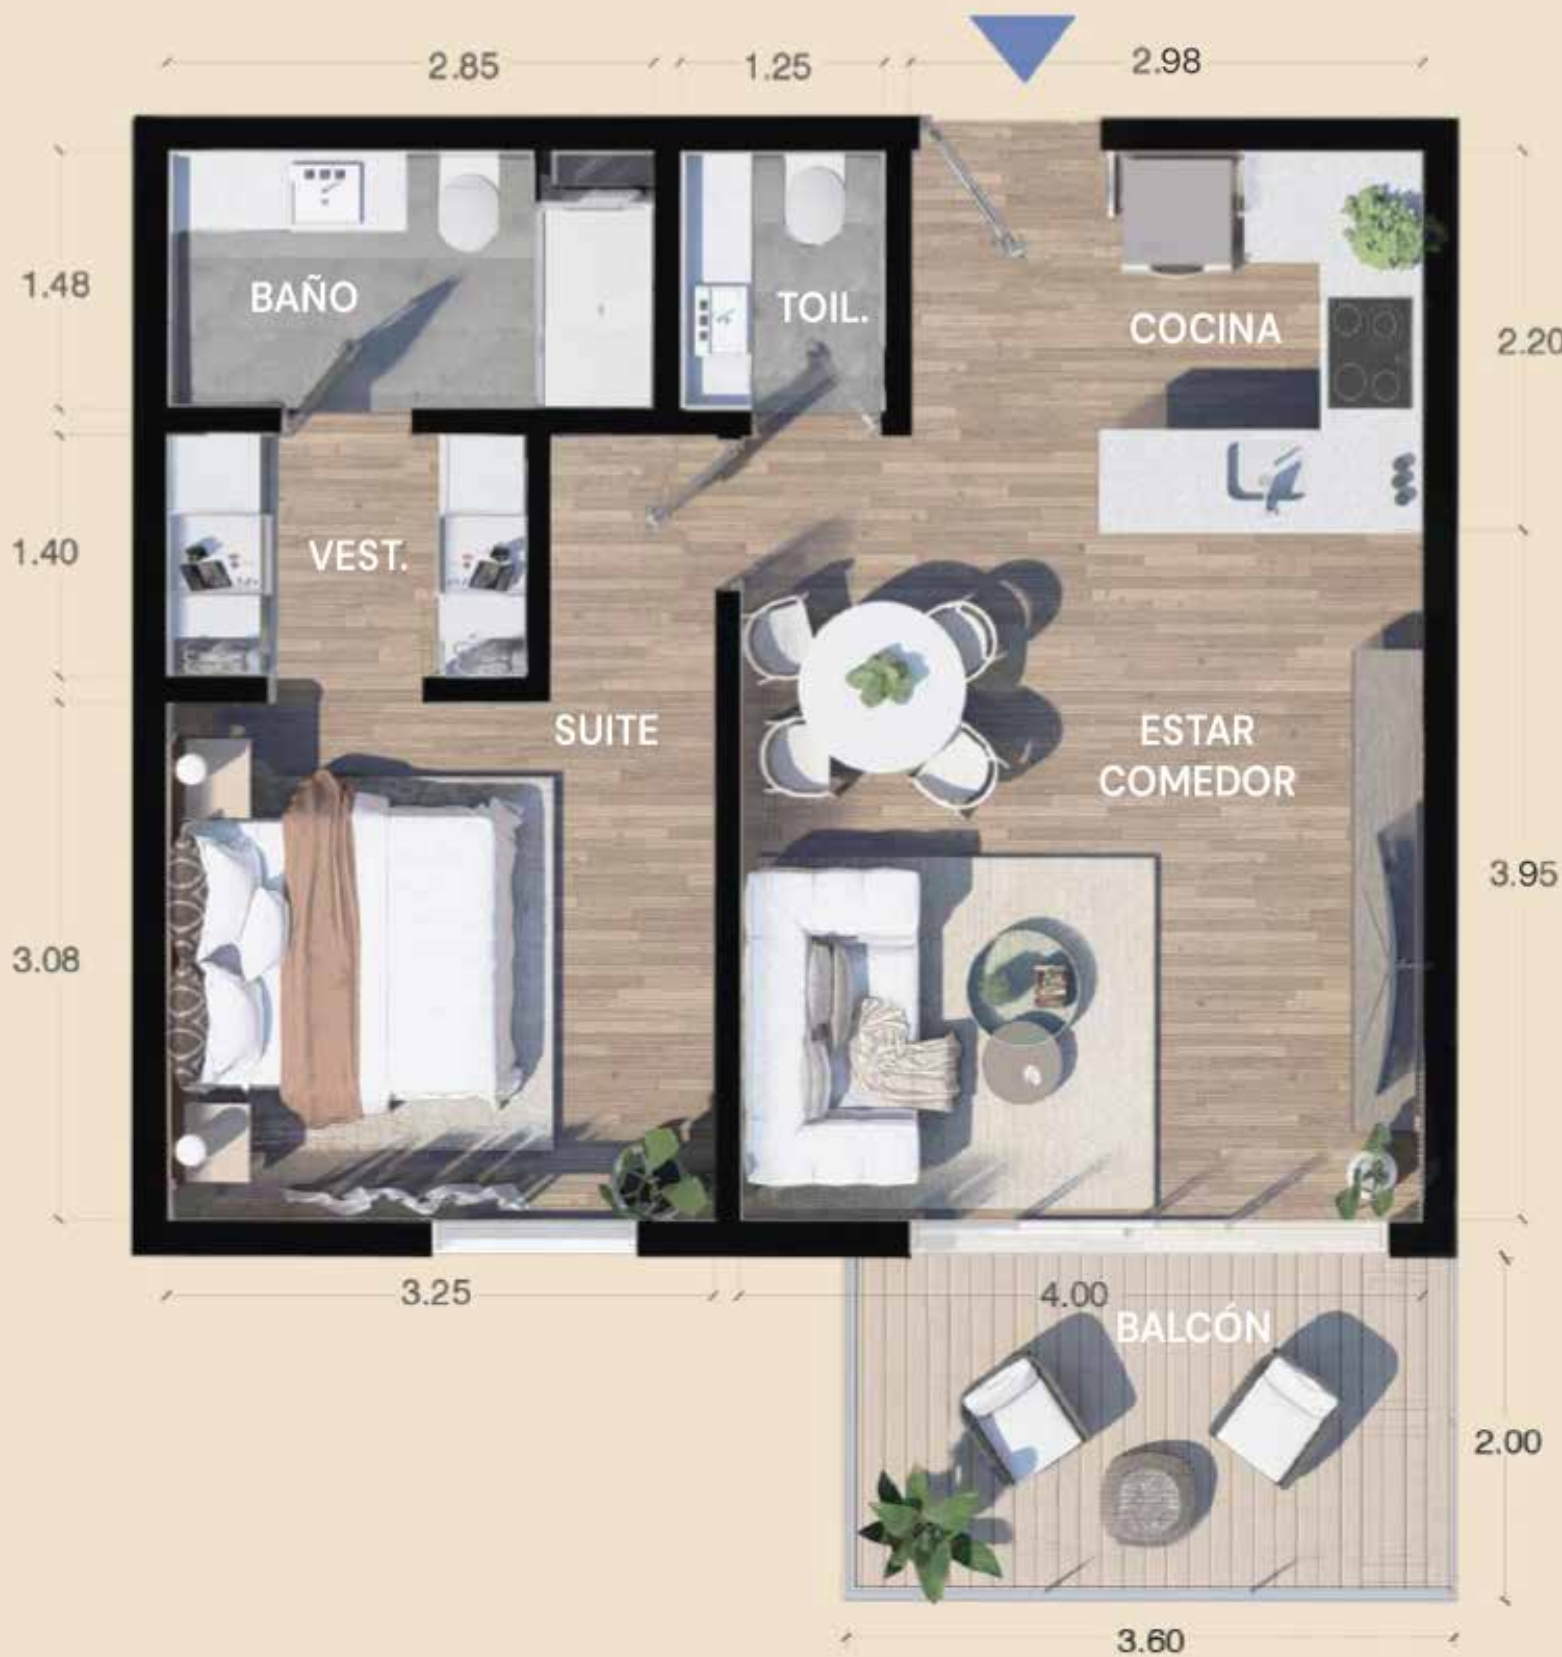 2.85
1.25
2.98
1.48
BAÑO
TOIL.
COCINA
2.20
1.40
VEST.
SUITE
ESTAR
COMEDOR
3.95
3.08
3.25
4.00
BALCÓN
2.00
3.60